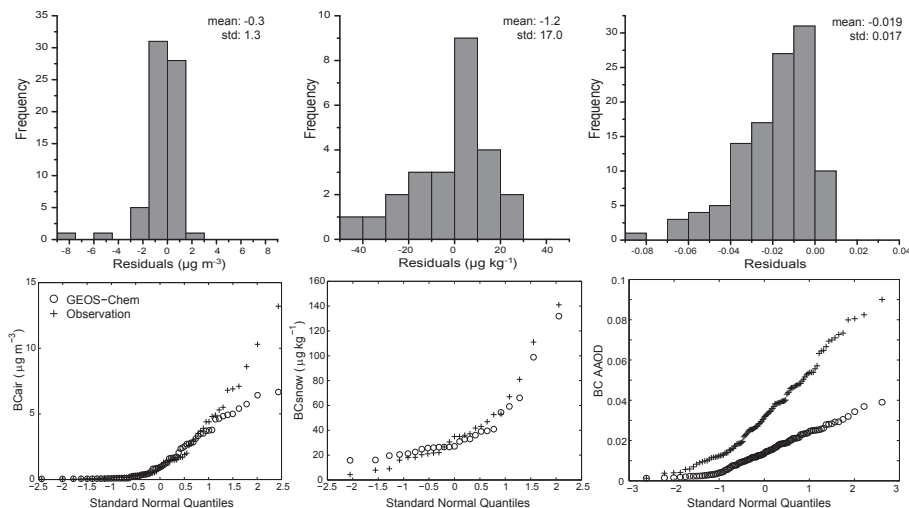 mean: -0.3
std: 1.3
35
30
25
20
15
10
5
0
Frequency
-8 -6 -4 -2 0 2 4 6 8
Residuals (µg m⁻³)
mean: -1.2
std: 17.0
10
8
6
4
2
0
Frequency
-40 -20 0 20 40
Residuals (µg kg⁻¹)
mean: -0.019
std: 0.017
30
25
20
15
10
5
0
Frequency
-0.08 -0.06 -0.04 -0.02 0.00 0.02 0.04
Residuals
15
10
5
0
BCair (µg m⁻³)
GEOS−Chem
Observation
−2.5 −2 −1.5 −1 −0.5 0 0.5 1 1.5 2 2.5
Standard Normal Quantiles
160
140
120
100
80
60
40
20
0
BCsnow (µg kg⁻¹)
−2.5 −2 −1.5 −1 −0.5 0 0.5 1 1.5 2 2.5
Standard Normal Quantiles
0.1
0.08
0.06
0.04
0.02
0
BC AAOD
−3 −2 −1 0 1 2 3
Standard Normal Quantiles